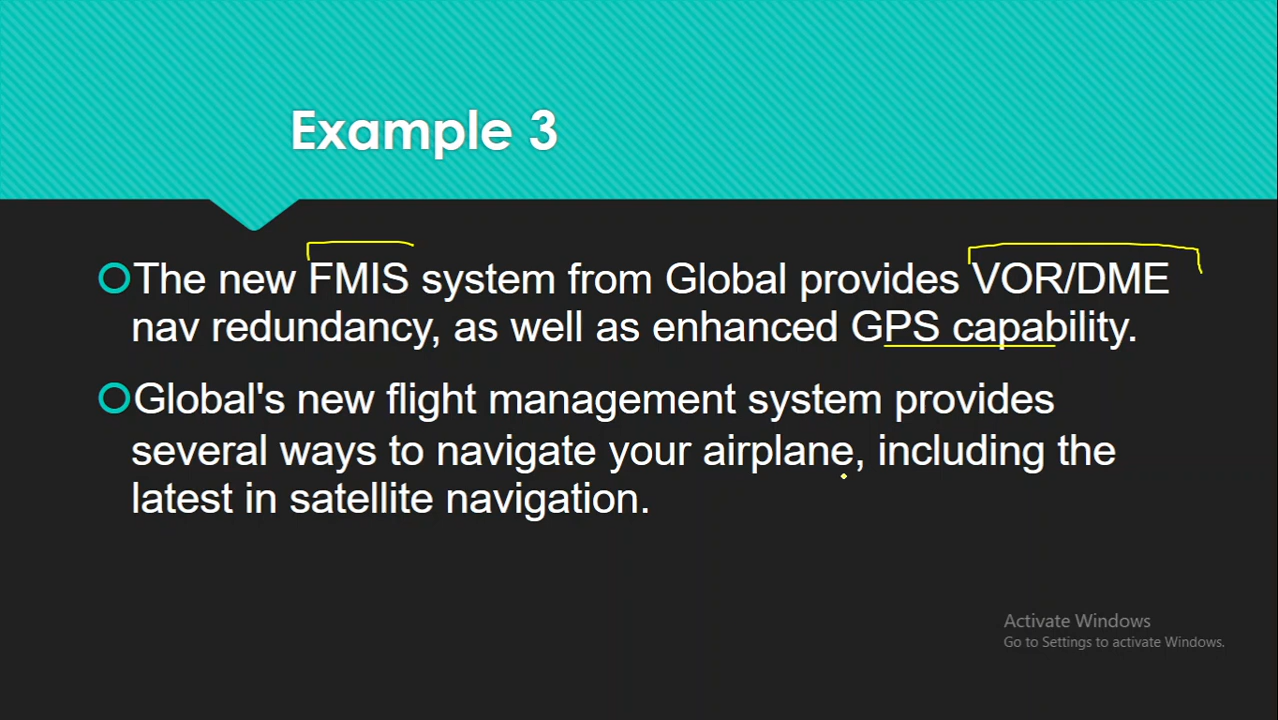 Example 3
The new FMIS system from Global provides VOR/DME
nav redundancy, as well as enhanced GPS capability.
Global's new flight management system provides
several ways to navigate your airplane, including the
latest in satellite navigation.
Activate Windows
Go to Settings to activate Windows.